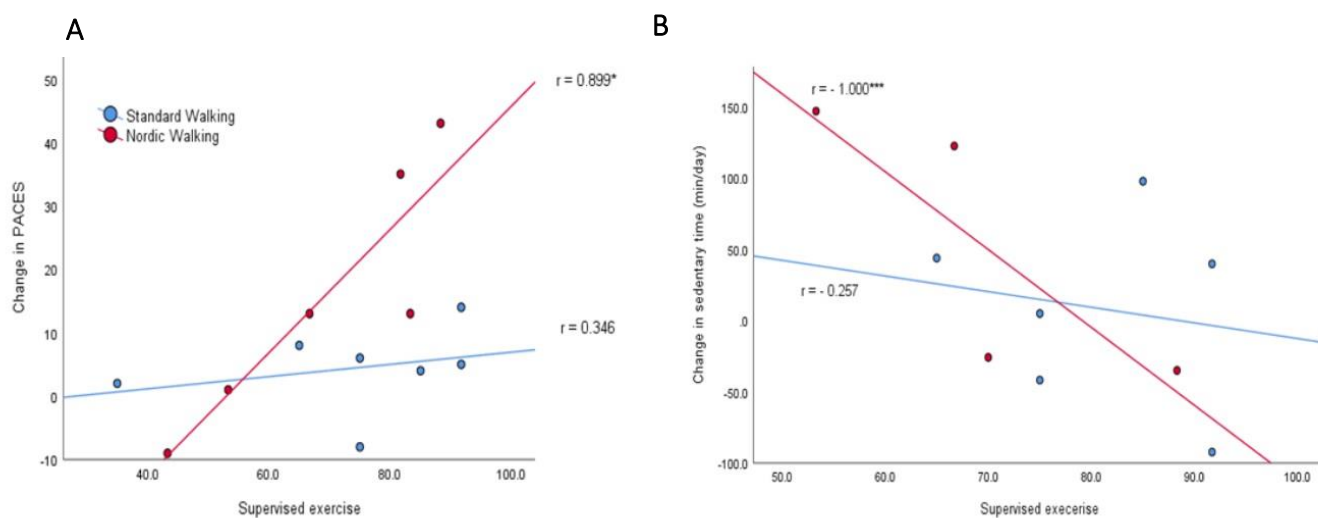 A
Change in PACES
50
40
30
20
10
0
-10
Standard Walking
Nordic Walking
r = 0.899*
r = 0.346
40.0
60.0
80.0
100.0
Supervised exercise
B
Change in sedentary time (min/day)
150.0
100.0
50.0
.0
-50.0
-100.0
r = - 1.000***
r = - 0.257
50.0
60.0
70.0
80.0
90.0
100.0
Supervised execerise